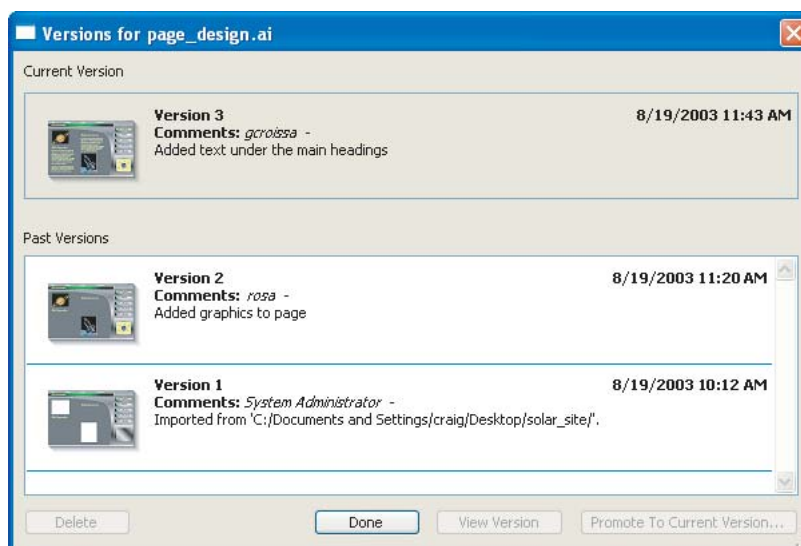 Versions for page_design.ai
Current Version
Version 3 8/19/2003 11:43 AM
Comments: gcroissa -
Added text under the main headings
Past Versions
Version 2 8/19/2003 11:20 AM
Comments: rosa -
Added graphics to page
Version 1 8/19/2003 10:12 AM
Comments: System Administrator -
Imported from 'C:/Documents and Settings/craig/Desktop/solar_site/'.
Delete Done View Version Promote To Current Version...